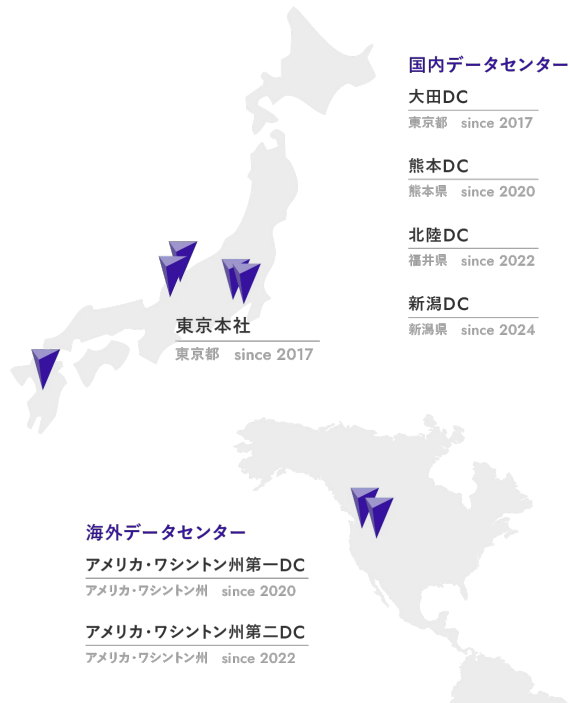 国内データセンター
大田DC
東京都 since 2017
熊本DC
熊本県 since 2020
北陸DC
福井県 since 2022
新潟DC
新潟県 since 2024
東京本社
東京都 since 2017
海外データセンター
アメリカ・ワシントン州第一DC
アメリカ・ワシントン州 since 2020
アメリカ・ワシントン州第二DC
アメリカ・ワシントン州 since 2022